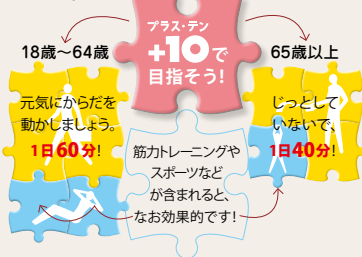 プラス・テン
+10で
目指そう!
18歳〜64歳
元気にからだを
動かしましょう。
1日60分!
65歳以上
じっとして
いないで、
1日40分!
筋力トレーニングや
スポーツなど
が含まれると、
なお効果的です!